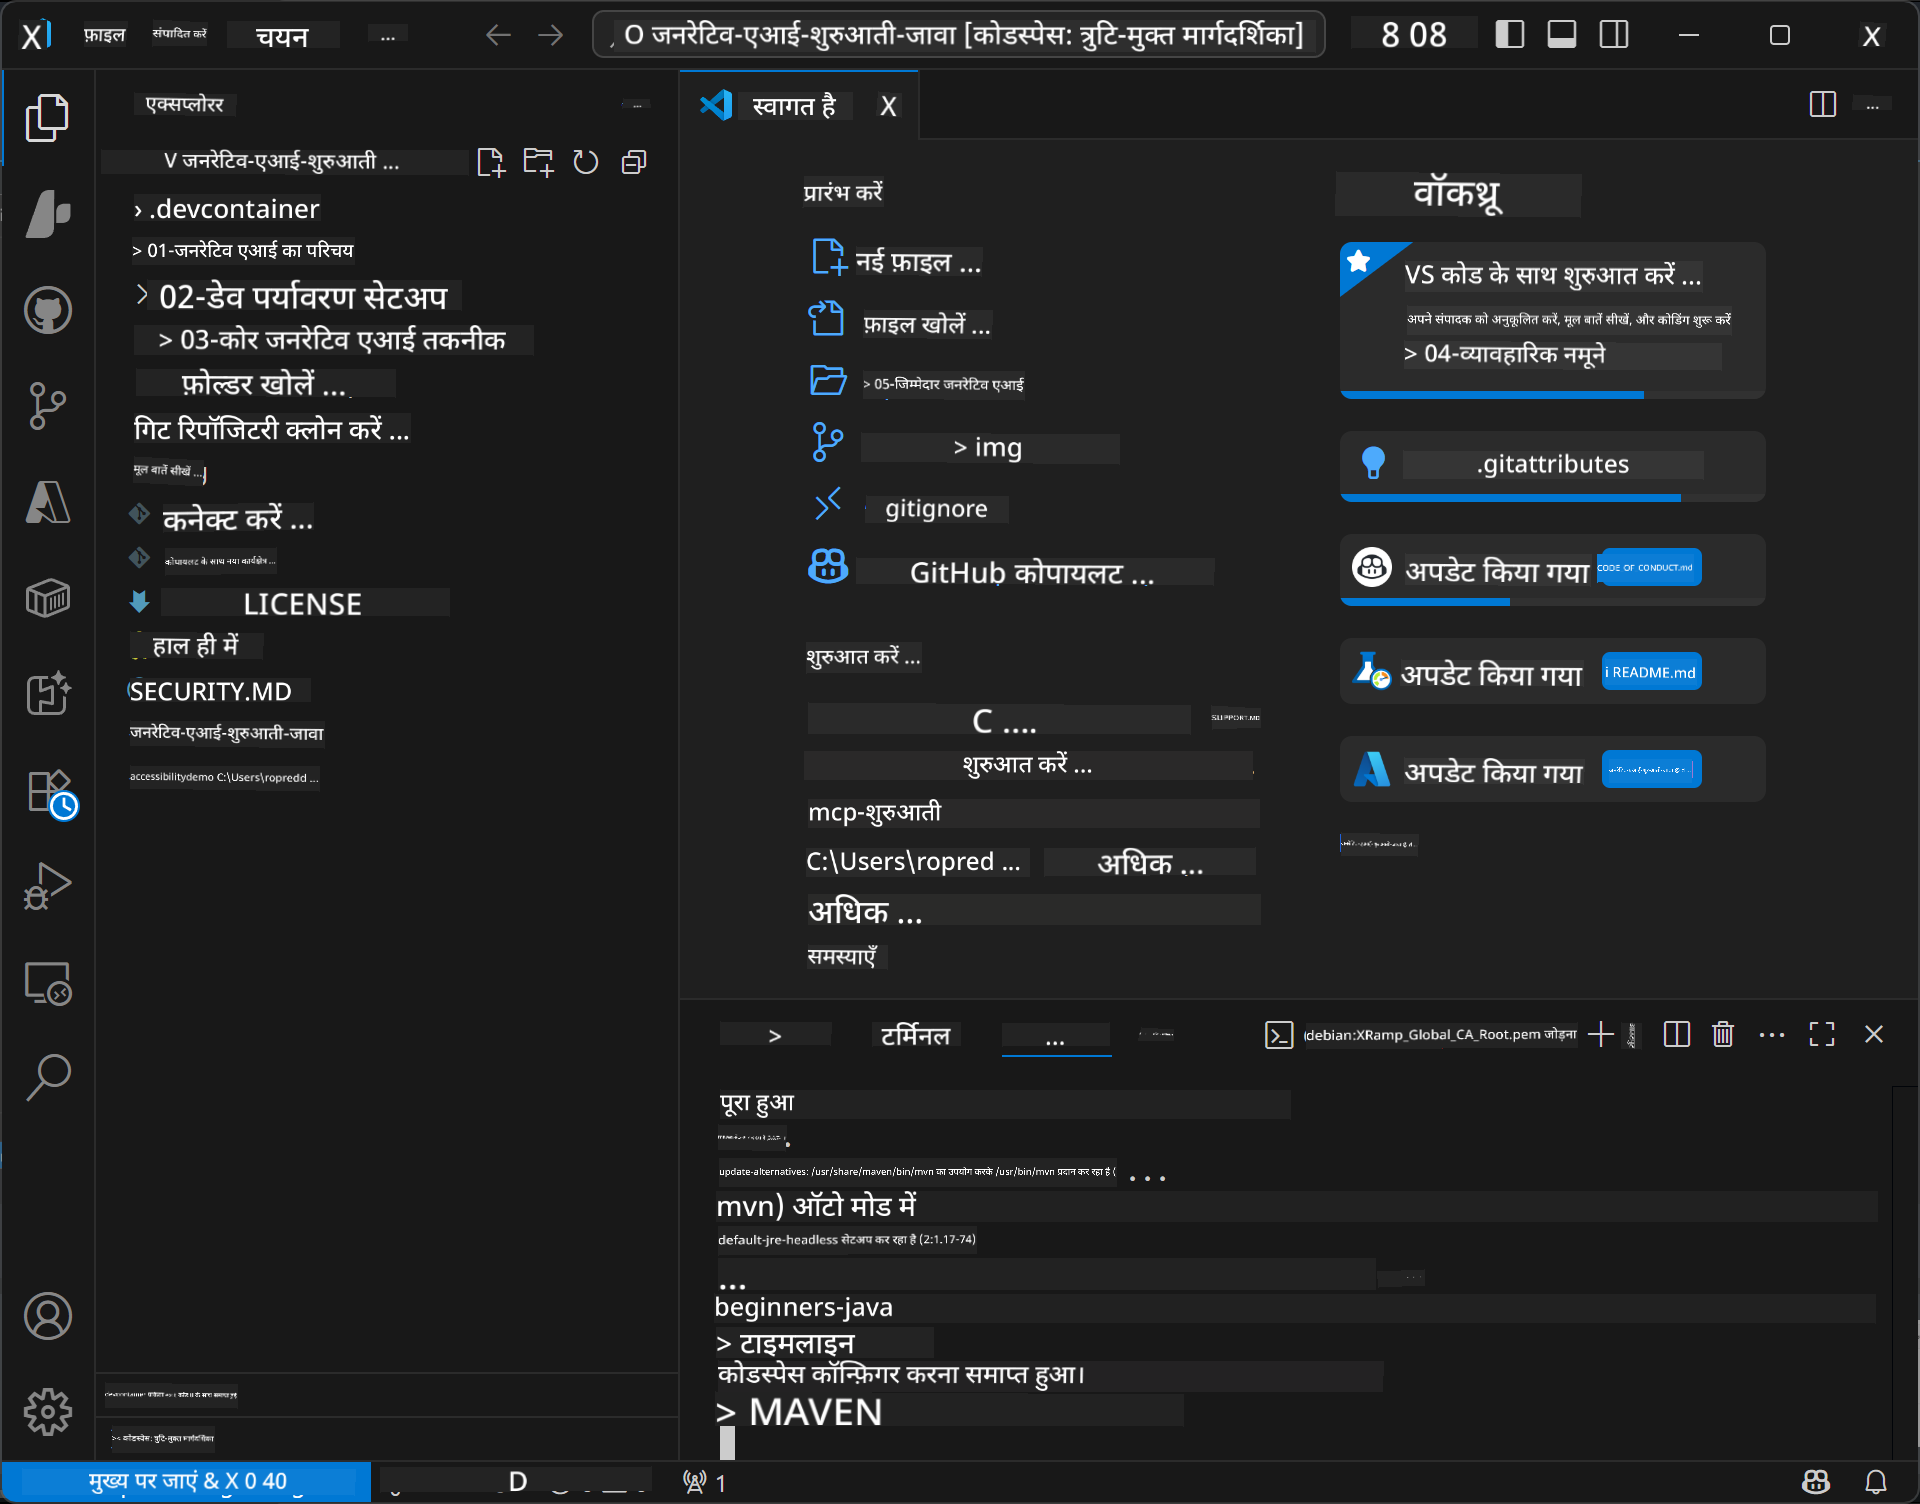 फ़ाइल संपादित करें चयन ...
O जनरेटिव-एआई-शुरुआती-जावा [कोडस्पेस: त्रुटि-मुक्त मार्गदर्शिका]
8 08
X
एक्सप्लोरर ...
V जनरेटिव-एआई-शुरुआती ...
› .devcontainer
> 01-जनरेटिव एआई का परिचय
02-डेव पर्यावरण सेटअप
> 03-कोर जनरेटिव एआई तकनीक
फ़ोल्डर खोलें ...
गिट रिपॉजिटरी क्लोन करें ...
मूल बातें सीखें ...
कनेक्ट करें ...
कोपायलट के साथ नया कार्यक्षेत्र ...
LICENSE
हाल ही में
SECURITY.MD
जनरेटिव-एआई-शुरुआती-जावा
accessibilitydemo C:\Users\ropredd ...
>< कोडस्पेस: त्रुटि-मुक्त मार्गदर्शिका
स्वागत है X
...
प्रारंभ करें
नई फ़ाइल ...
फ़ाइल खोलें ...
> 05-जिम्मेदार जनरेटिव एआई
> img
gitignore
GitHub कोपायलट ...
शुरुआत करें ...
C .... SUPPORT.MD
शुरुआत करें ...
mcp-शुरुआती
C:\Users\ropred ... अधिक ...
अधिक ...
समस्याएँ
वॉकथ्रू
VS कोड के साथ शुरुआत करें ...
अपने संपादक को अनुकूलित करें, मूल बातें सीखें, और कोडिंग शुरू करें
> 04-व्यावहारिक नमूने
.gitattributes
अपडेट किया गया CODE OF CONDUCT.md
अपडेट किया गया i README.md
अपडेट किया गया
> टर्मिनल ...
(debian:XRamp_Global_CA_Root.pem जोड़ना
पूरा हुआ
update-alternatives: /usr/share/maven/bin/mvn का उपयोग करके /usr/bin/mvn प्रदान कर रहा है ( ...
mvn) ऑटो मोड में
default-jre-headless सेटअप कर रहा है (2:1.17-74)
...
beginners-java
> टाइमलाइन
कोडस्पेस कॉन्फ़िगर करना समाप्त हुआ।
> MAVEN
मुख्य पर जाएं & X 0 40
D
1